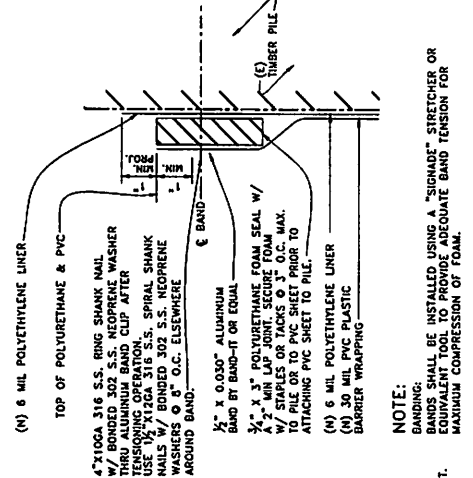 (N) 6 MIL POLYETHYLENE LINER
TOP OF POLYURETHANE & PVC
4"X10GA 316 S.S. RING SHANK NAIL
W/ BONDED 302 S.S. NEOPRENE WASHER
THRU ALUMINUM BAND CLIP AFTER
TENSIONING OPERATION.
USE 1½"X12GA 316 S.S. SPIRAL SHANK
NAILS W/ BONDED 302 S.S. NEOPRENE
WASHERS @ 8" O.C. ELSEWHERE
AROUND BAND.
½" X 0.030" ALUMINUM
BAND BY BAND-IT OR EQUAL
¾" X 3" POLYURETHANE FOAM SEAL W/
A 2" MIN LAP JOINT. SECURE FOAM
W/ STAPLES OR TACKS @ 3" O.C. MAX.
TO PILE OR TO PVC SHEET PRIOR TO
ATTACHING PVC SHEET TO PILE.
(N) 6 MIL POLYETHYLENE LINER
(N) 30 MIL PVC PLASTIC
BARRIER WRAPPING
1" MIN.
PROJ.
1" MIN.
℄ BAND
(E)
TIMBER PILE
NOTE:
BANDING:
BANDS SHALL BE INSTALLED USING A "SIGNADE" STRETCHER OR
EQUIVALENT TOOL TO PROVIDE ADEQUATE BAND TENSION FOR
MAXIMUM COMPRESSION OF FOAM.
T.